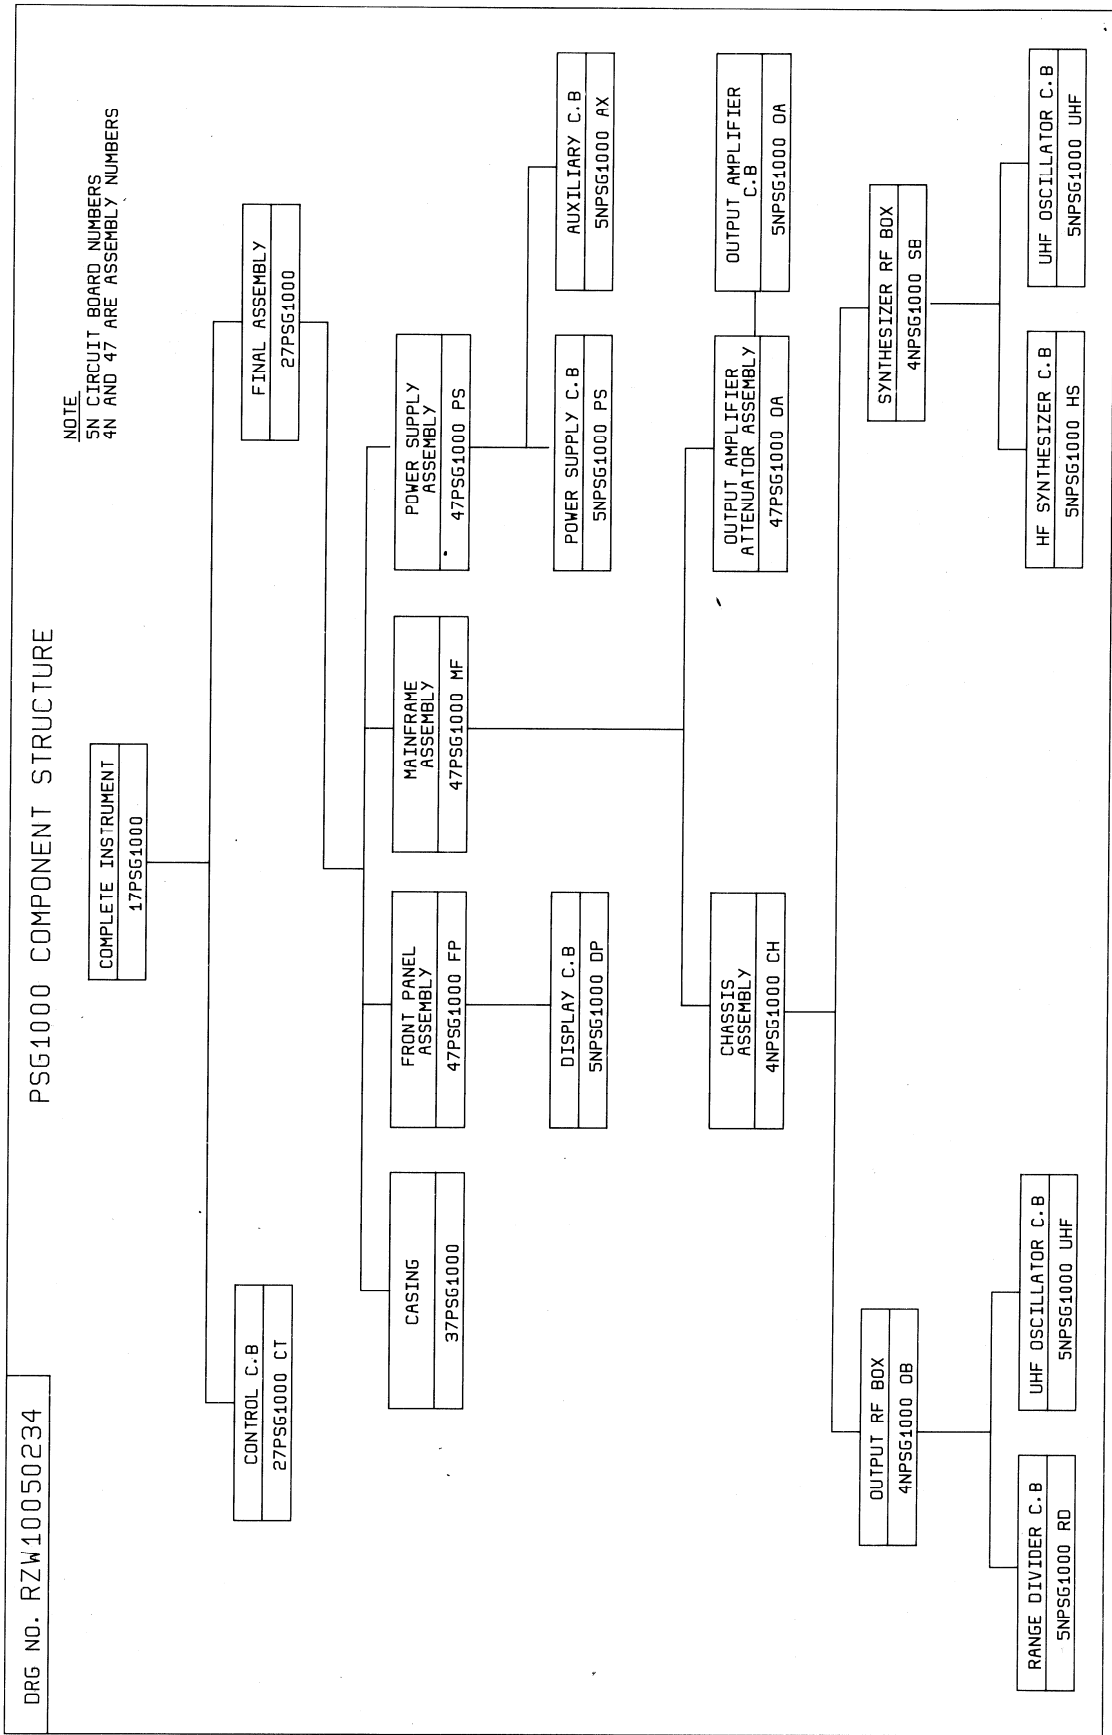 DRG NO. RZW10050234
PSG1000 COMPONENT STRUCTURE
NOTE
5N CIRCUIT BOARD NUMBERS
4N AND 47 ARE ASSEMBLY NUMBERS
COMPLETE INSTRUMENT
17PSG1000
CONTROL C.B
27PSG1000 CT
FINAL ASSEMBLY
27PSG1000
CASING
37PSG1000
FRONT PANEL
ASSEMBLY
47PSG1000 FP
MAINFRAME
ASSEMBLY
47PSG1000 MF
POWER SUPPLY
ASSEMBLY
47PSG1000 PS
DISPLAY C.B
5NPSG1000 DP
POWER SUPPLY C.B
5NPSG1000 PS
AUXILIARY C.B
5NPSG1000 AX
CHASSIS
ASSEMBLY
4NPSG1000 CH
OUTPUT AMPLIFIER
ATTENUATOR ASSEMBLY
47PSG1000 OA
OUTPUT AMPLIFIER
C.B
5NPSG1000 OA
OUTPUT RF BOX
4NPSG1000 OB
SYNTHESIZER RF BOX
4NPSG1000 SB
RANGE DIVIDER C.B
5NPSG1000 RD
UHF OSCILLATOR C.B
5NPSG1000 UHF
HF SYNTHESIZER C.B
5NPSG1000 HS
UHF OSCILLATOR C.B
5NPSG1000 UHF